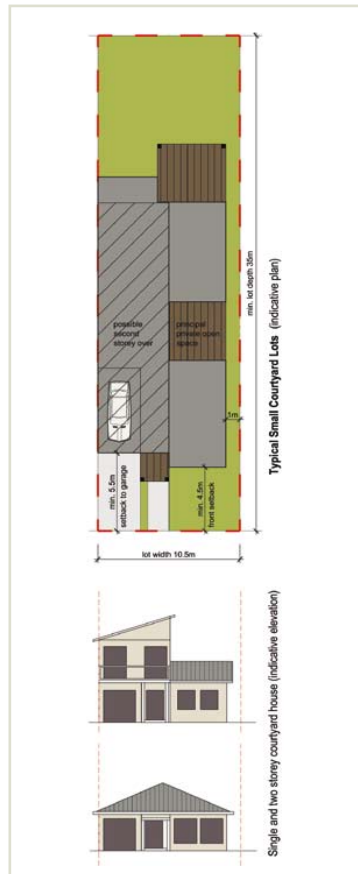 possible
second
storey over
principal
private open
space
min. lot depth 35m
Typical Small Courtyard Lots (indicative plan)
1m
min. 5.5m
setback to garage
min. 4.5m
front setback
lot width 10.5m
Single and two storey courtyard house (indicative elevation)